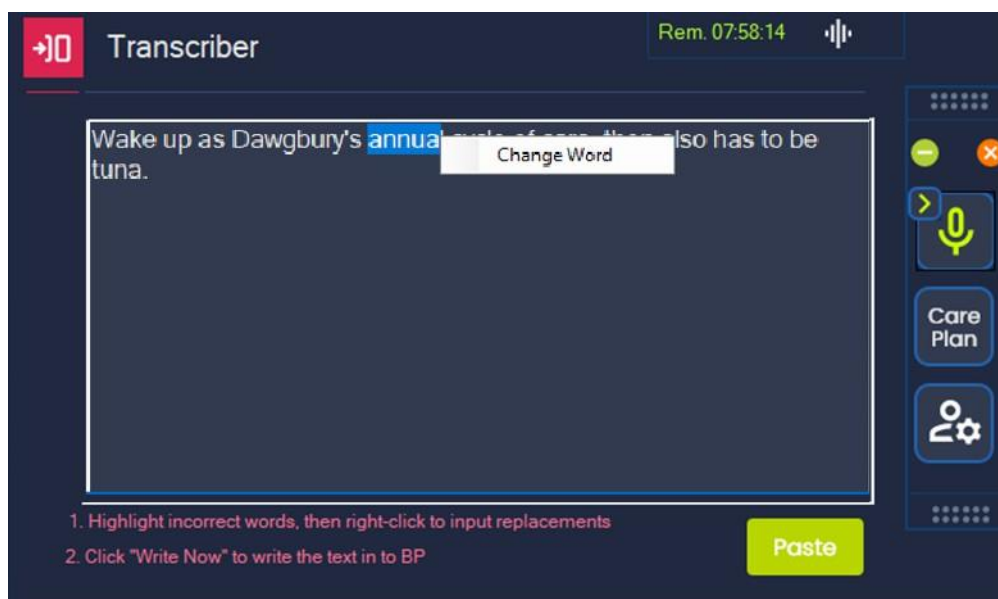 Transcriber
Rem. 07:58:14
Wake up as Dawgbury's annual also has to be
tuna.
Change Word
Care
Plan
1. Highlight incorrect words, then right-click to input replacements
2. Click "Write Now" to write the text in to BP
Paste